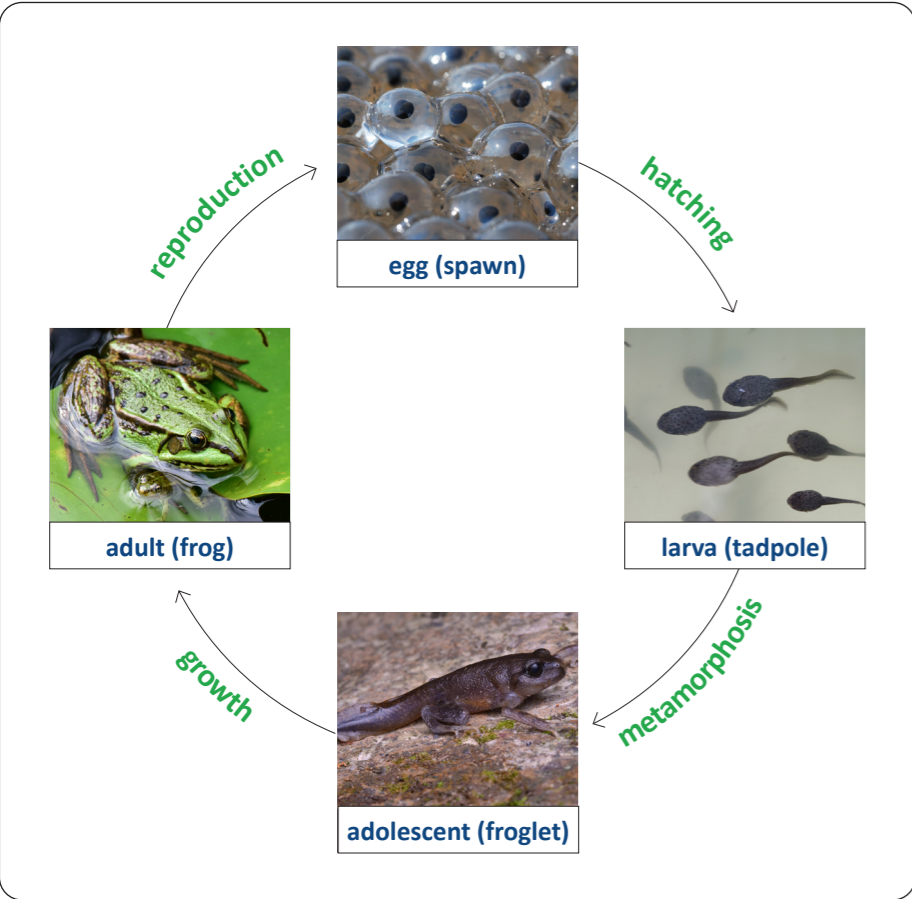 egg (spawn)
hatching
larva (tadpole)
metamorphosis
adolescent (froglet)
growth
adult (frog)
reproduction